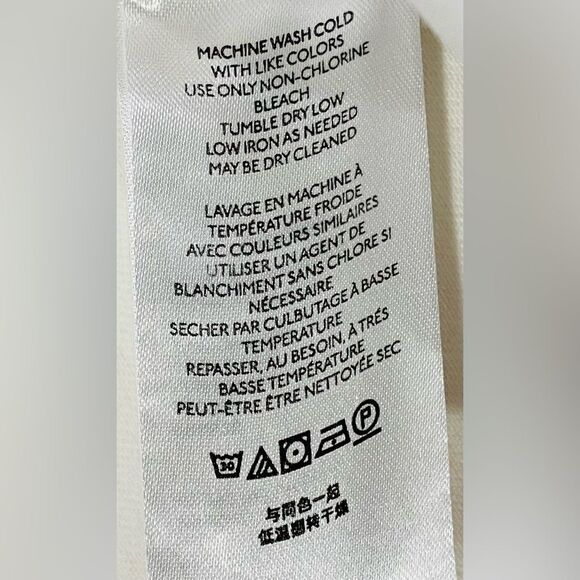 MACHINE WASH COLD
WITH LIKE COLORS
USE ONLY NON-CHLORINE
BLEACH
TUMBLE DRY LOW
LOW IRON AS NEEDED
MAY BE DRY CLEANED
LAVAGE EN MACHINE À
TEMPÉRATURE FROIDE
AVEC COULEURS SIMILAIRES
UTILISER UN AGENT DE
BLANCHIMENT SANS CHLORE SI
NÉCESSAIRE
SECHER PAR CULBUTAGE À BASSE
TEMPERATURE
REPASSER, AU BESOIN, À TRÉS
BASSE TEMPÉRATURE
PEUT-ÊTRE ÊTRE NETTOYÉE SEC
30 P
与同色一起
低温翻转干燥